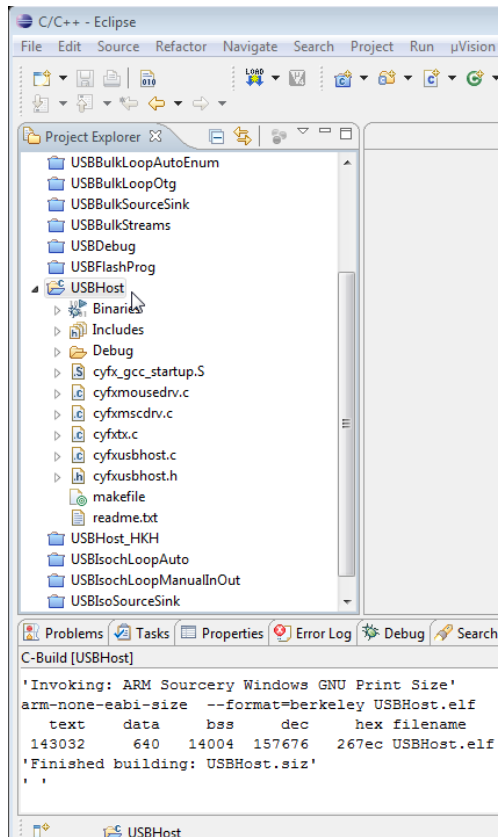 C/C++ - Eclipse
File Edit Source Refactor Navigate Search Project Run µVision
010
LOAD
Project Explorer
USBBulkLoopAutoEnum
USBBulkLoopOtg
USBBulkSourceSink
USBBulkStreams
USBDebug
USBFlashProg
USBHost
Binaries
Includes
Debug
.S cyfx_gcc_startup.S
.c cyfxmousedrv.c
.c cyfxmscdrv.c
.c cyfxtx.c
.c cyfxusbhost.c
.h cyfxusbhost.h
makefile
readme.txt
USBHost_HKH
USBIsochLoopAuto
USBIsochLoopManualInOut
USBIsoSourceSink
Problems Tasks Properties Error Log Debug Search
C-Build [USBHost]
'Invoking: ARM Sourcery Windows GNU Print Size'
arm-none-eabi-size --format=berkeley USBHost.elf
text data bss dec hex filename
143032 640 14004 157676 267ec USBHost.elf
'Finished building: USBHost.siz'
' '
USBHost